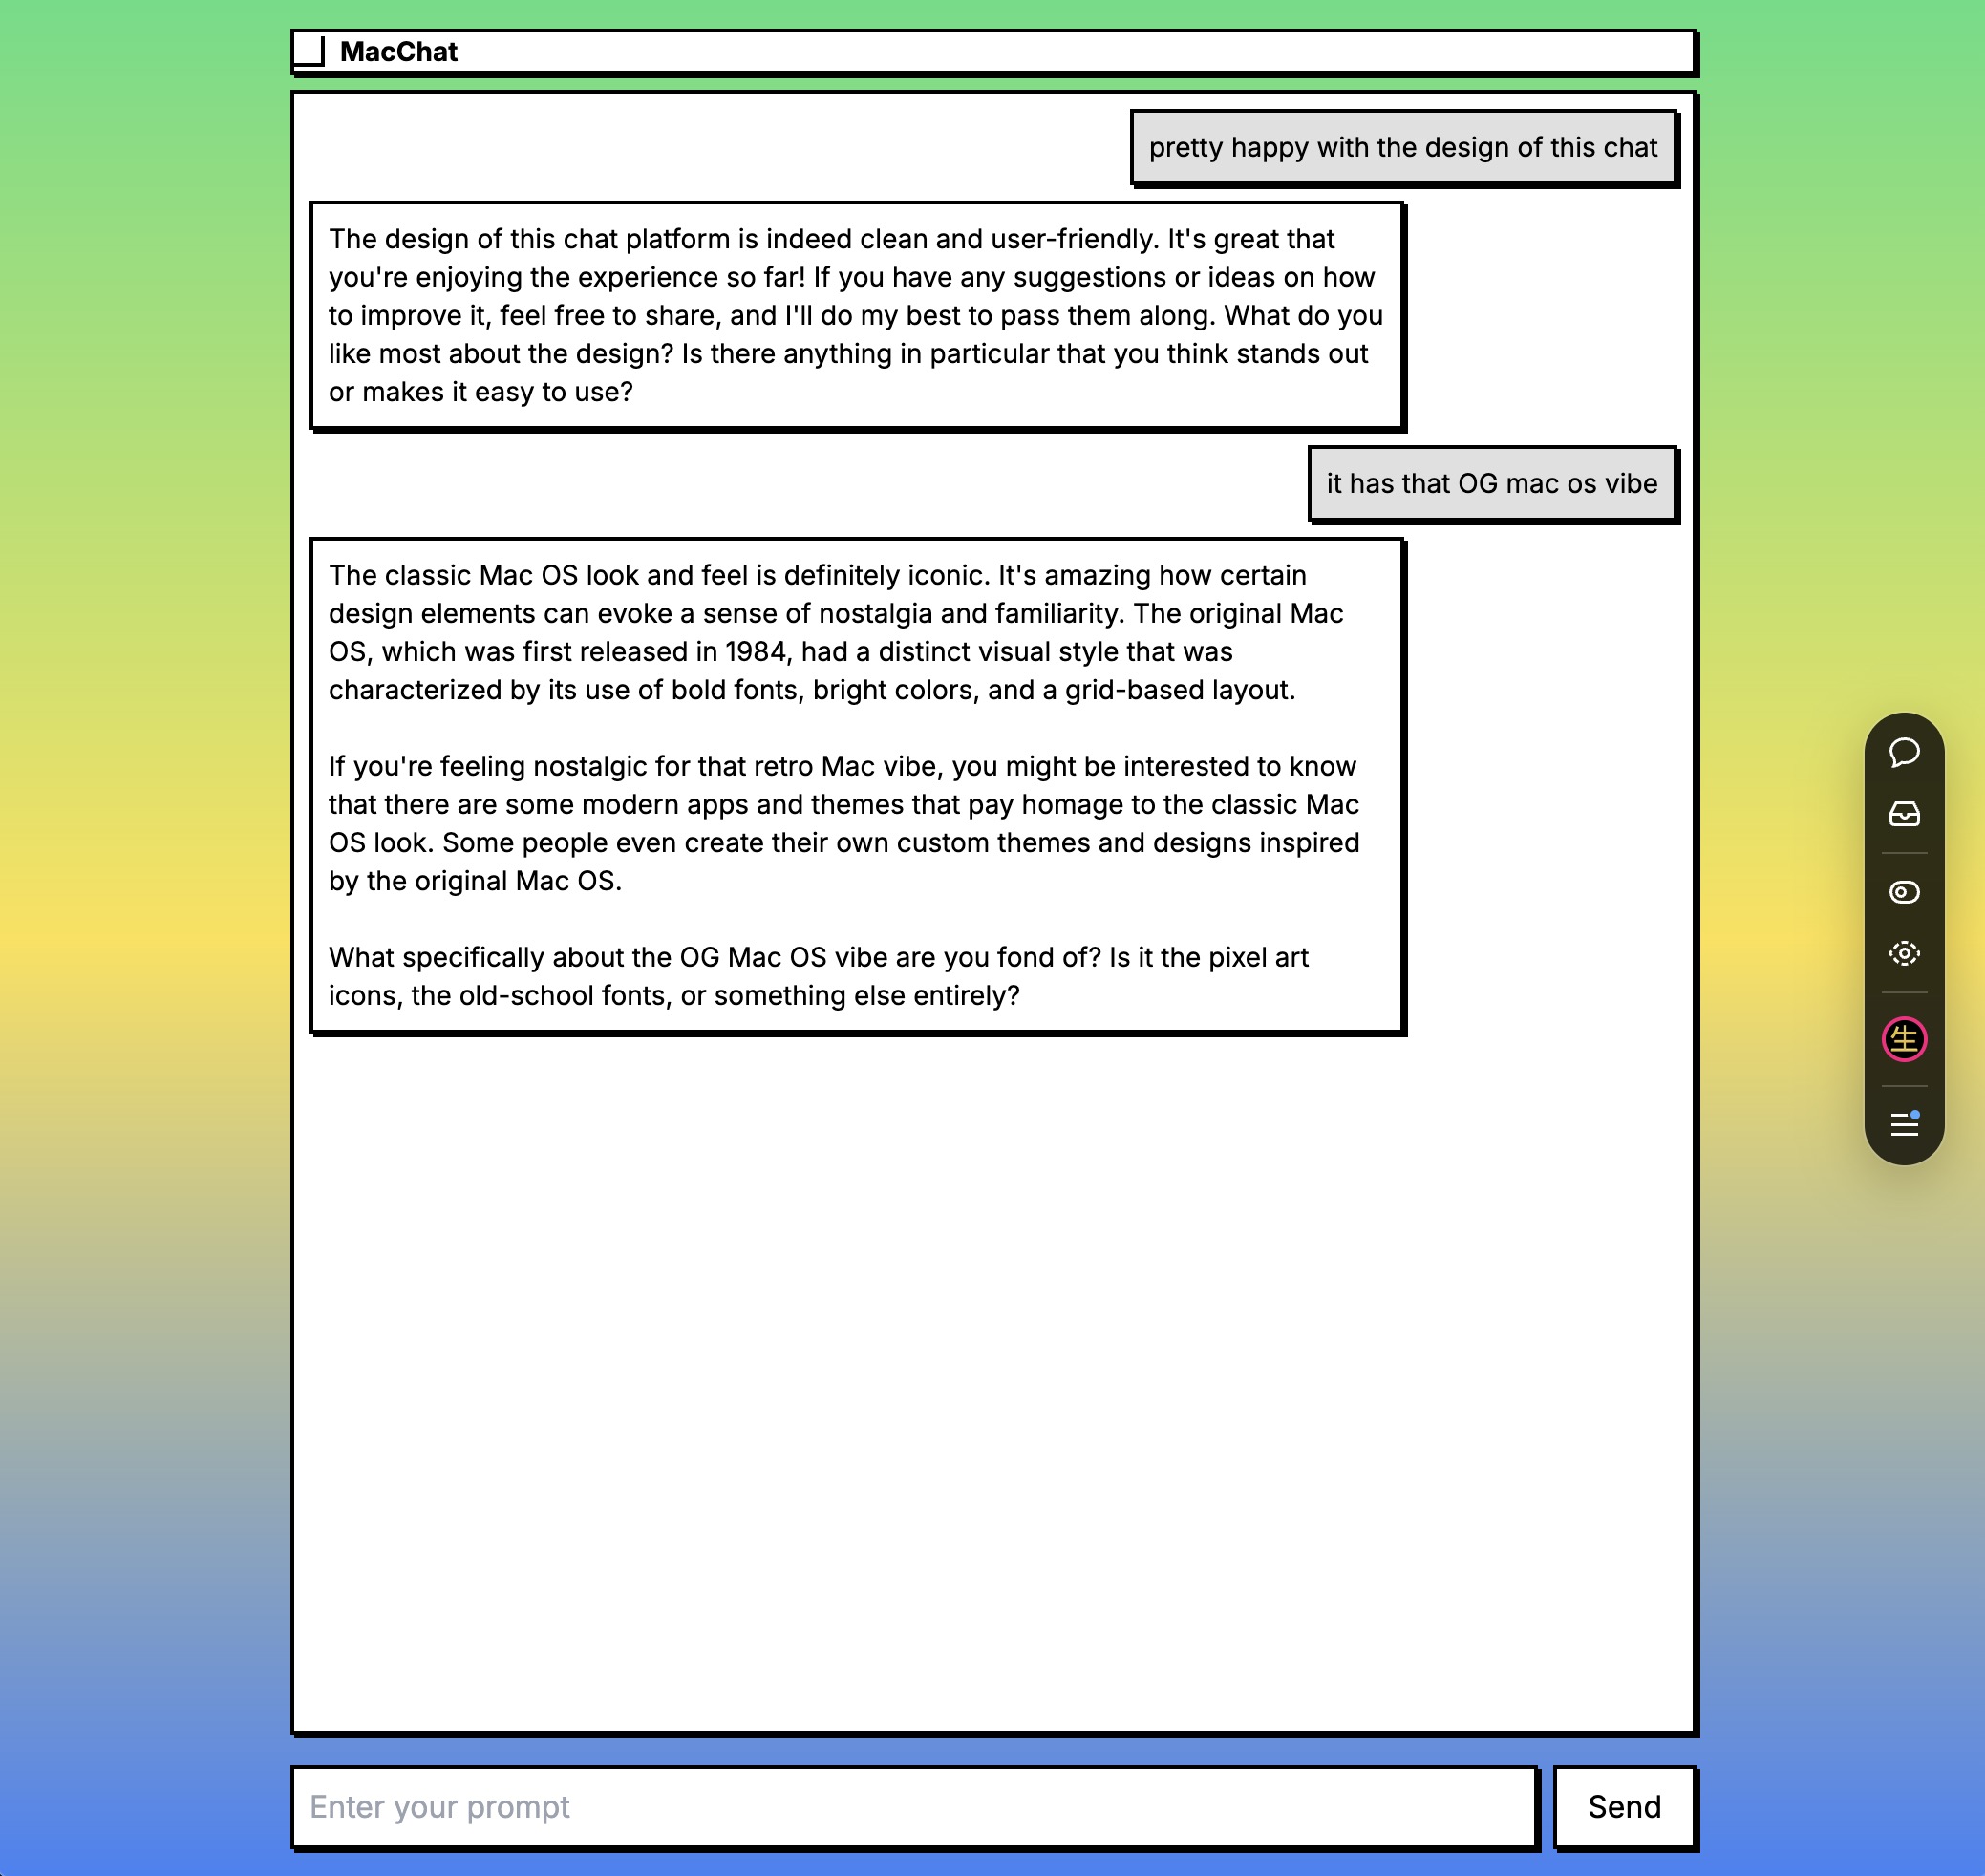 MacChat
pretty happy with the design of this chat
The design of this chat platform is indeed clean and user-friendly. It's great that
you're enjoying the experience so far! If you have any suggestions or ideas on how
to improve it, feel free to share, and I'll do my best to pass them along. What do you
like most about the design? Is there anything in particular that you think stands out
or makes it easy to use?
it has that OG mac os vibe
The classic Mac OS look and feel is definitely iconic. It's amazing how certain
design elements can evoke a sense of nostalgia and familiarity. The original Mac
OS, which was first released in 1984, had a distinct visual style that was
characterized by its use of bold fonts, bright colors, and a grid-based layout.
If you're feeling nostalgic for that retro Mac vibe, you might be interested to know
that there are some modern apps and themes that pay homage to the classic Mac
OS look. Some people even create their own custom themes and designs inspired
by the original Mac OS.
What specifically about the OG Mac OS vibe are you fond of? Is it the pixel art
icons, the old-school fonts, or something else entirely?
生
Enter your prompt
Send